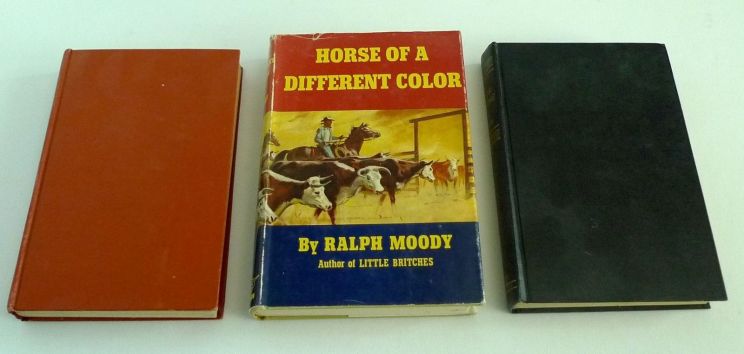 HORSE OF A
DIFFERENT COLOR
By RALPH MOODY
Author of LITTLE BRITCHES